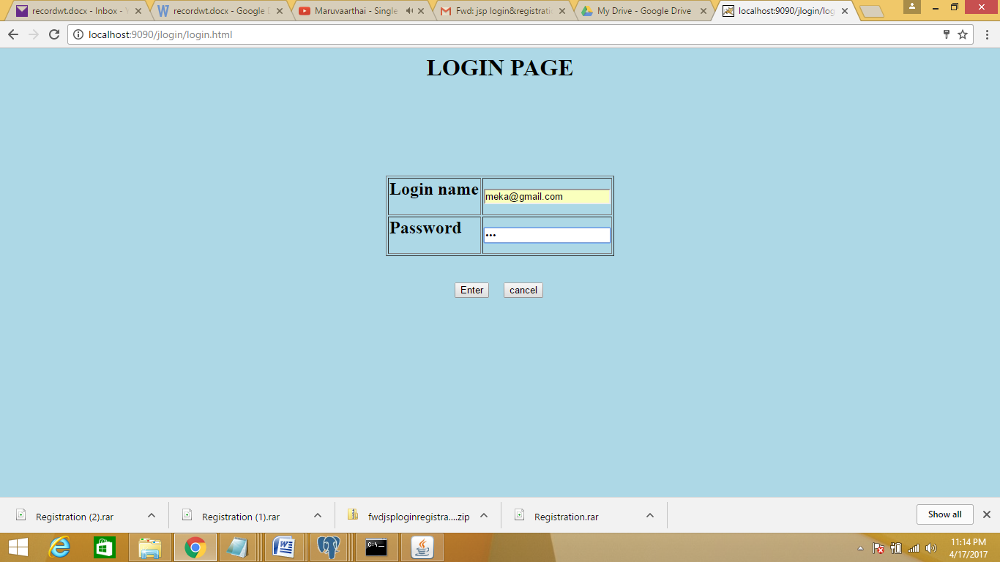 recordwt.docx - Inbox - Y
recordwt.docx - Google D
Maruvaarthai - Single
Fwd: jsp login&registrati
My Drive - Google Drive
localhost:9090/jlogin/log
localhost:9090/jlogin/login.html
LOGIN PAGE
Login name
meka@gmail.com
Password
•••
Enter
cancel
Registration (2).rar
Registration (1).rar
fwdjsploginregistra....zip
Registration.rar
Show all
11:14 PM
4/17/2017